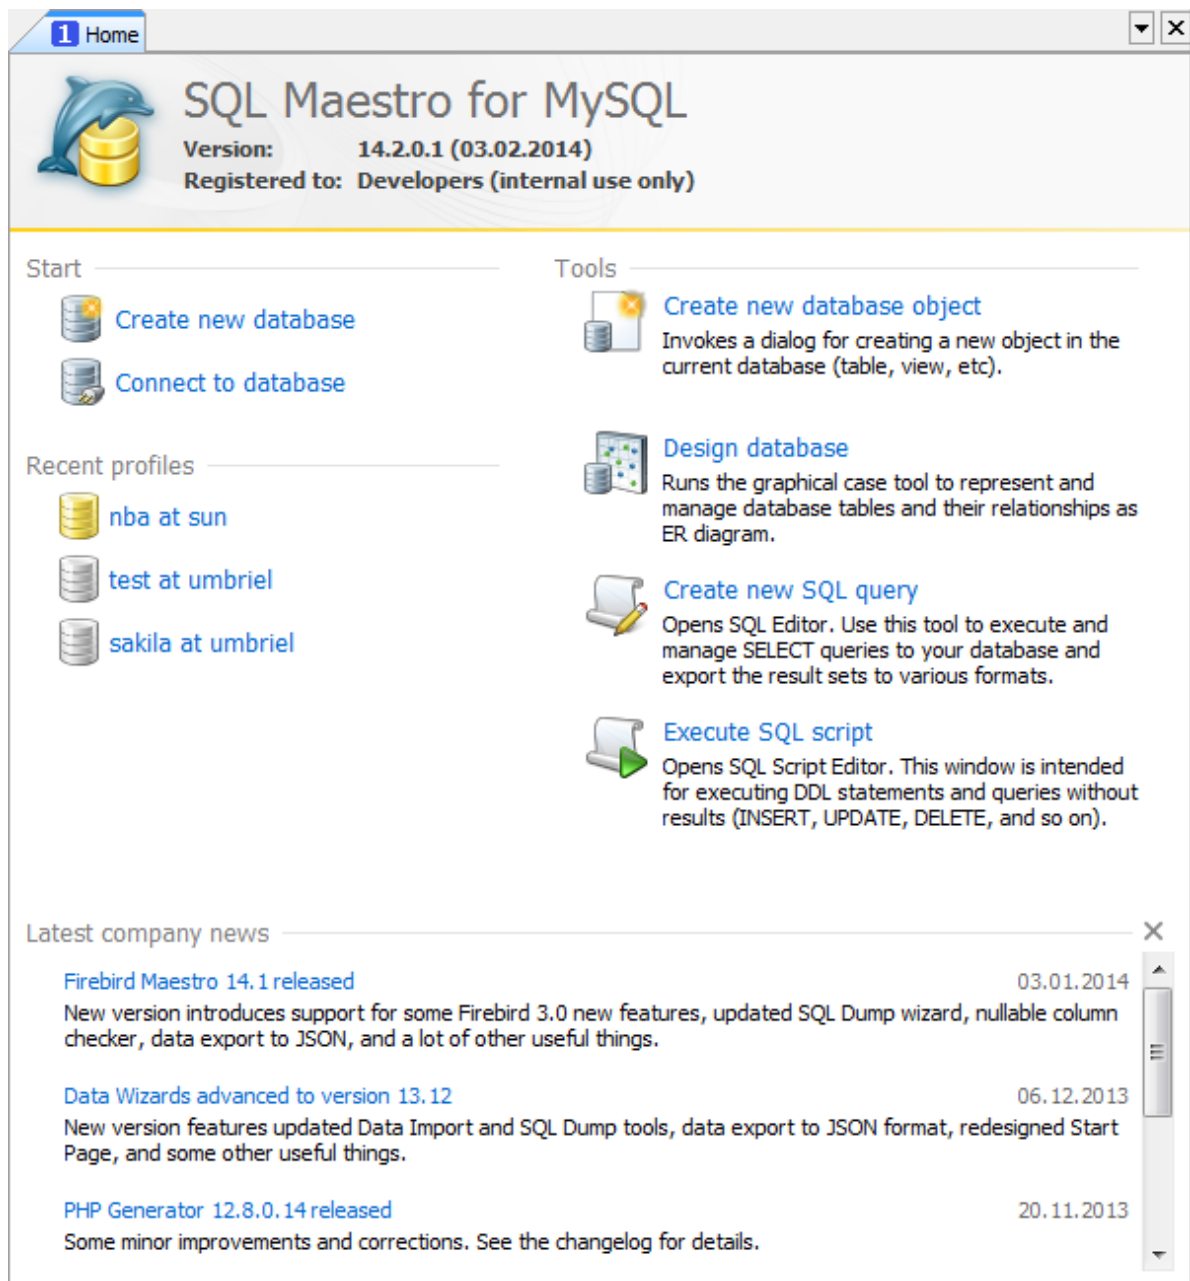 1 Home
SQL Maestro for MySQL
Version: 14.2.0.1 (03.02.2014)
Registered to: Developers (internal use only)
Start
Create new database
Connect to database
Recent profiles
nba at sun
test at umbriel
sakila at umbriel
Tools
Create new database object
Invokes a dialog for creating a new object in the
current database (table, view, etc).
Design database
Runs the graphical case tool to represent and
manage database tables and their relationships as
ER diagram.
Create new SQL query
Opens SQL Editor. Use this tool to execute and
manage SELECT queries to your database and
export the result sets to various formats.
Execute SQL script
Opens SQL Script Editor. This window is intended
for executing DDL statements and queries without
results (INSERT, UPDATE, DELETE, and so on).
Latest company news
Firebird Maestro 14.1 released 03.01.2014
New version introduces support for some Firebird 3.0 new features, updated SQL Dump wizard, nullable column
checker, data export to JSON, and a lot of other useful things.
Data Wizards advanced to version 13.12 06.12.2013
New version features updated Data Import and SQL Dump tools, data export to JSON format, redesigned Start
Page, and some other useful things.
PHP Generator 12.8.0.14 released 20.11.2013
Some minor improvements and corrections. See the changelog for details.